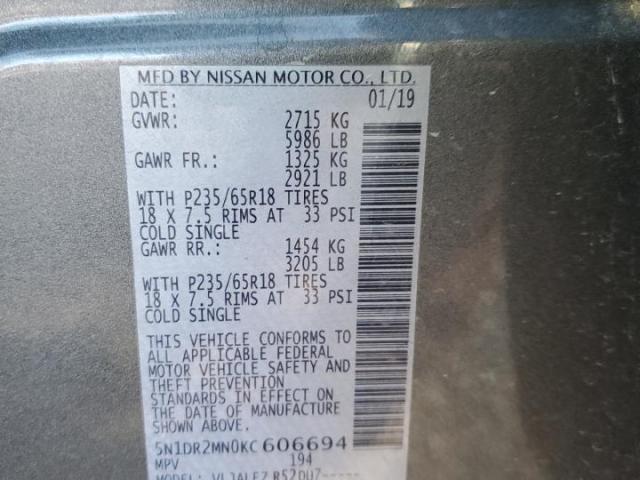 MFD BY NISSAN MOTOR CO., LTD.
DATE: 01/19
GVWR: 2715 KG
5986 LB
GAWR FR.: 1325 KG
2921 LB
WITH P235/65R18 TIRES
18 X 7.5 RIMS AT 33 PSI
COLD SINGLE
GAWR RR.: 1454 KG
3205 LB
WITH P235/65R18 TIRES
18 X 7.5 RIMS AT 33 PSI
COLD SINGLE
THIS VEHICLE CONFORMS TO
ALL APPLICABLE FEDERAL
MOTOR VEHICLE SAFETY AND
THEFT PREVENTION
STANDARDS IN EFFECT ON
THE DATE OF MANUFACTURE
SHOWN ABOVE.
5N1DR2MN0KC606694
MPV 194
MODEL: